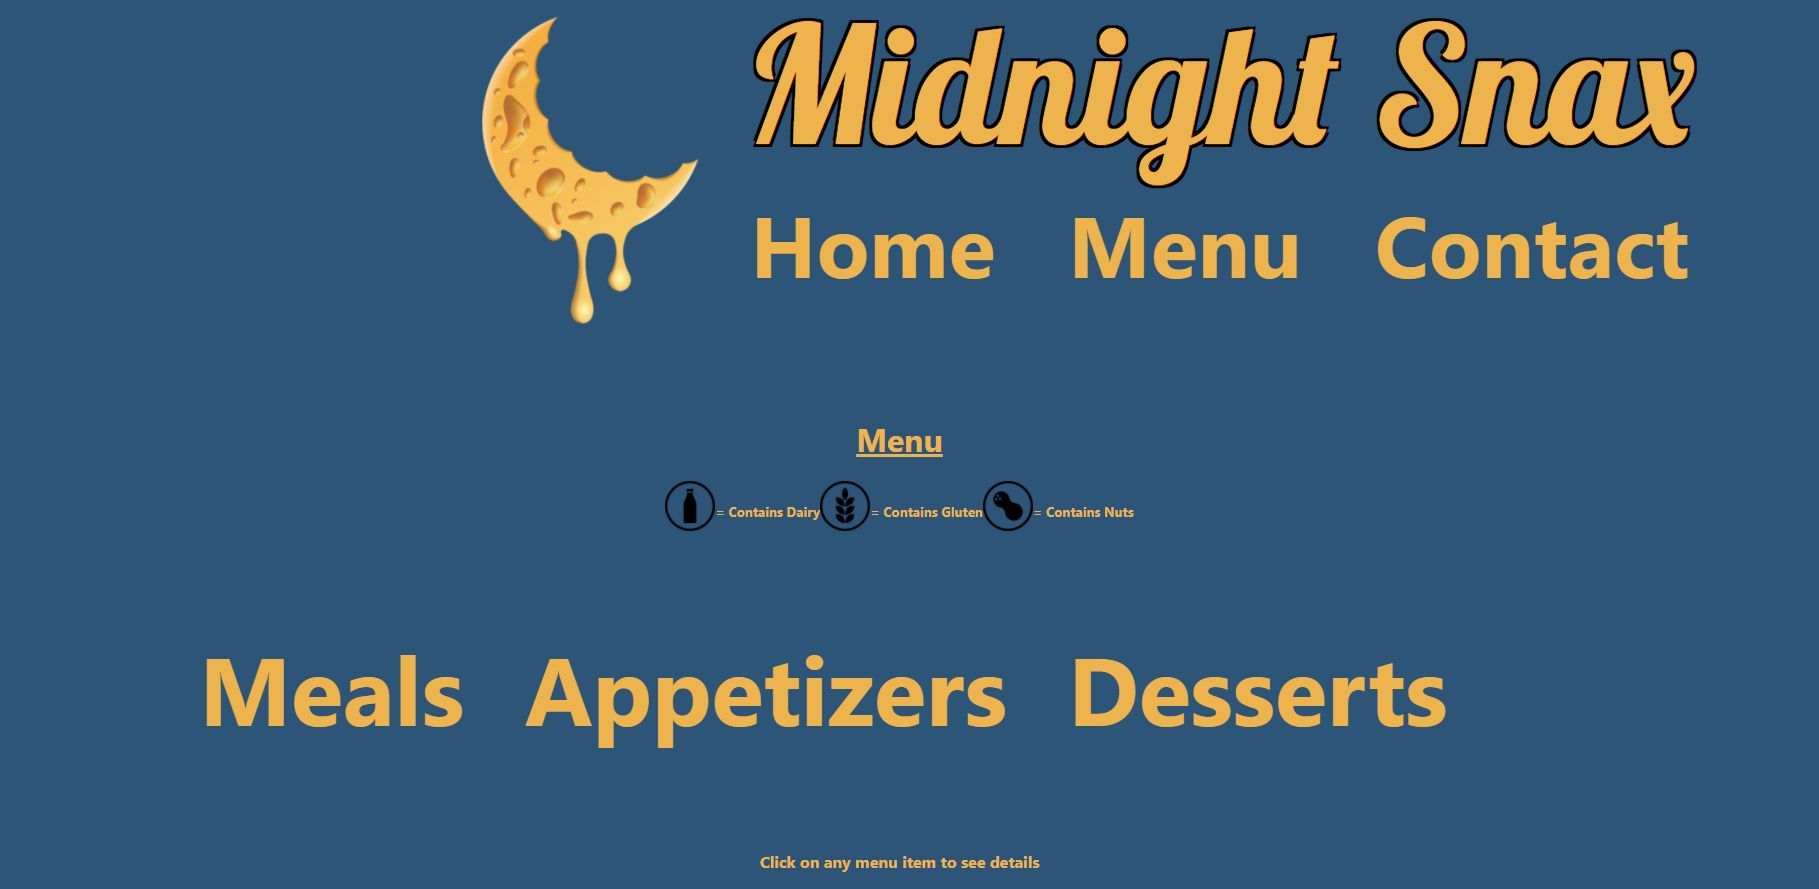 Midnight Snax
Home Menu Contact
Menu
= Contains Dairy = Contains Gluten = Contains Nuts
Meals Appetizers Desserts
Click on any menu item to see details